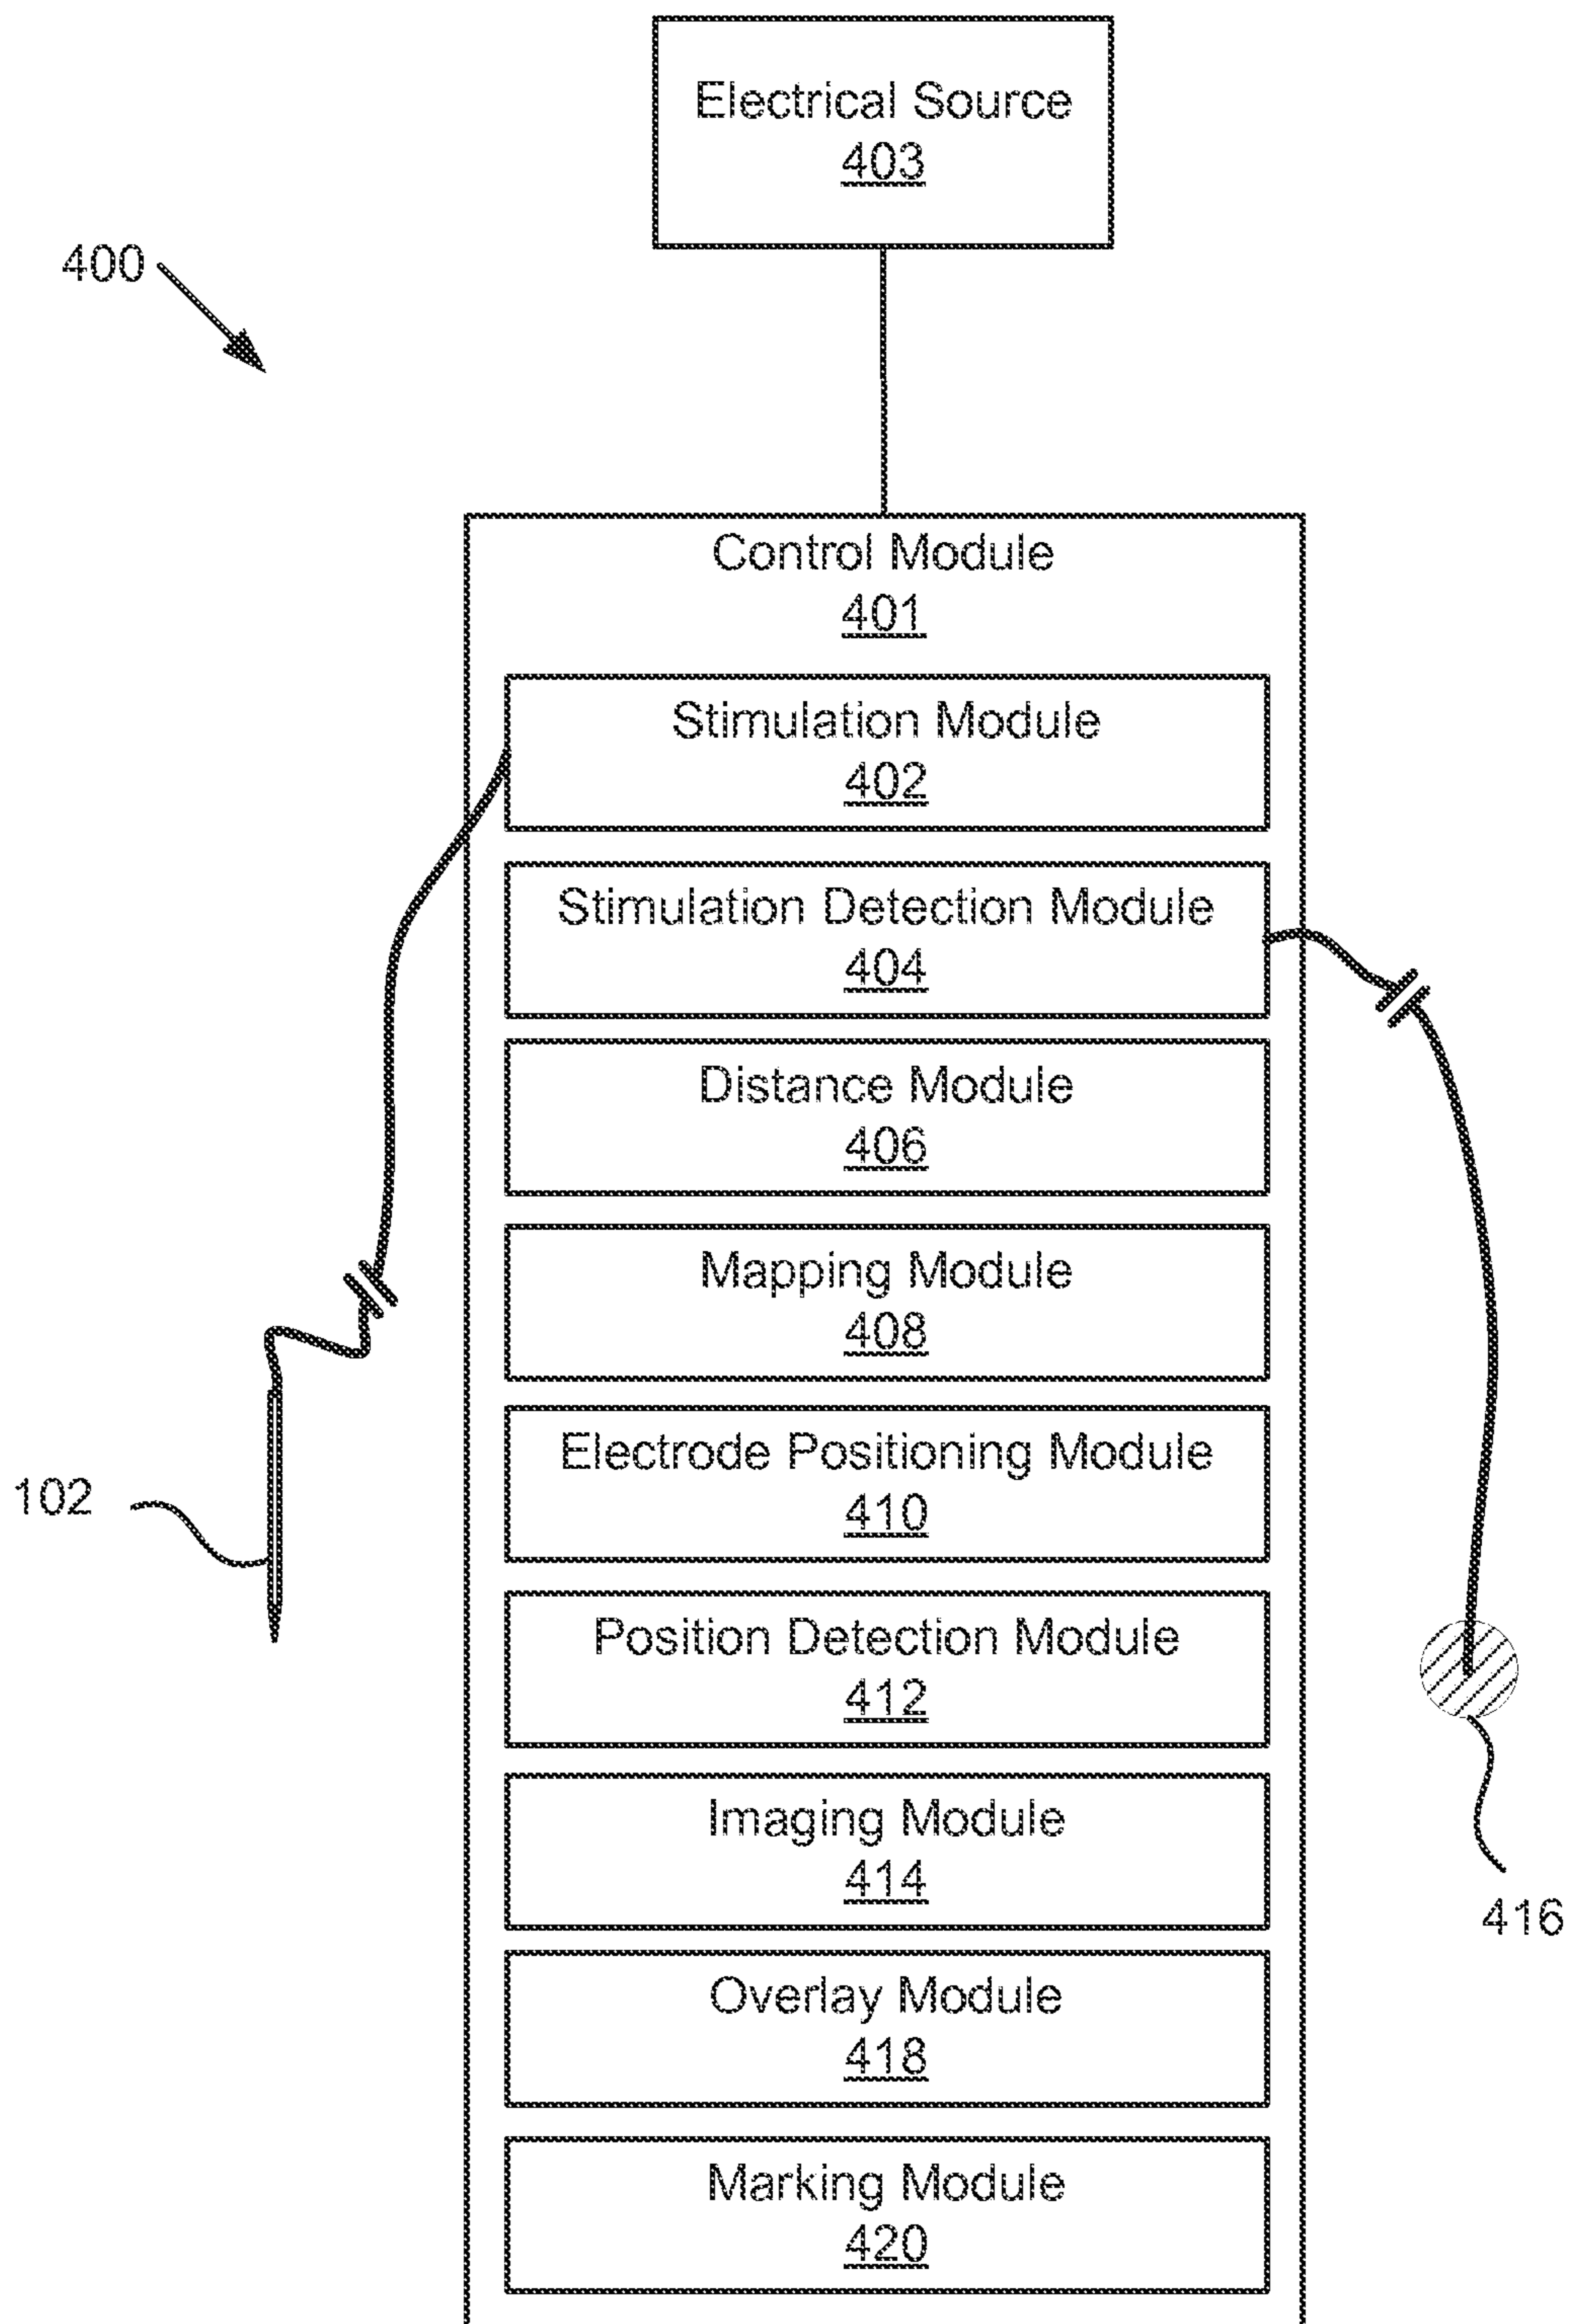 Electrical Source
403
400
Control Module
401
Stimulation Module
402
Stimulation Detection Module
404
Distance Module
406
Mapping Module
408
Electrode Positioning Module
410
102
Position Detection Module
412
Imaging Module
414
416
Overlay Module
418
Marking Module
420